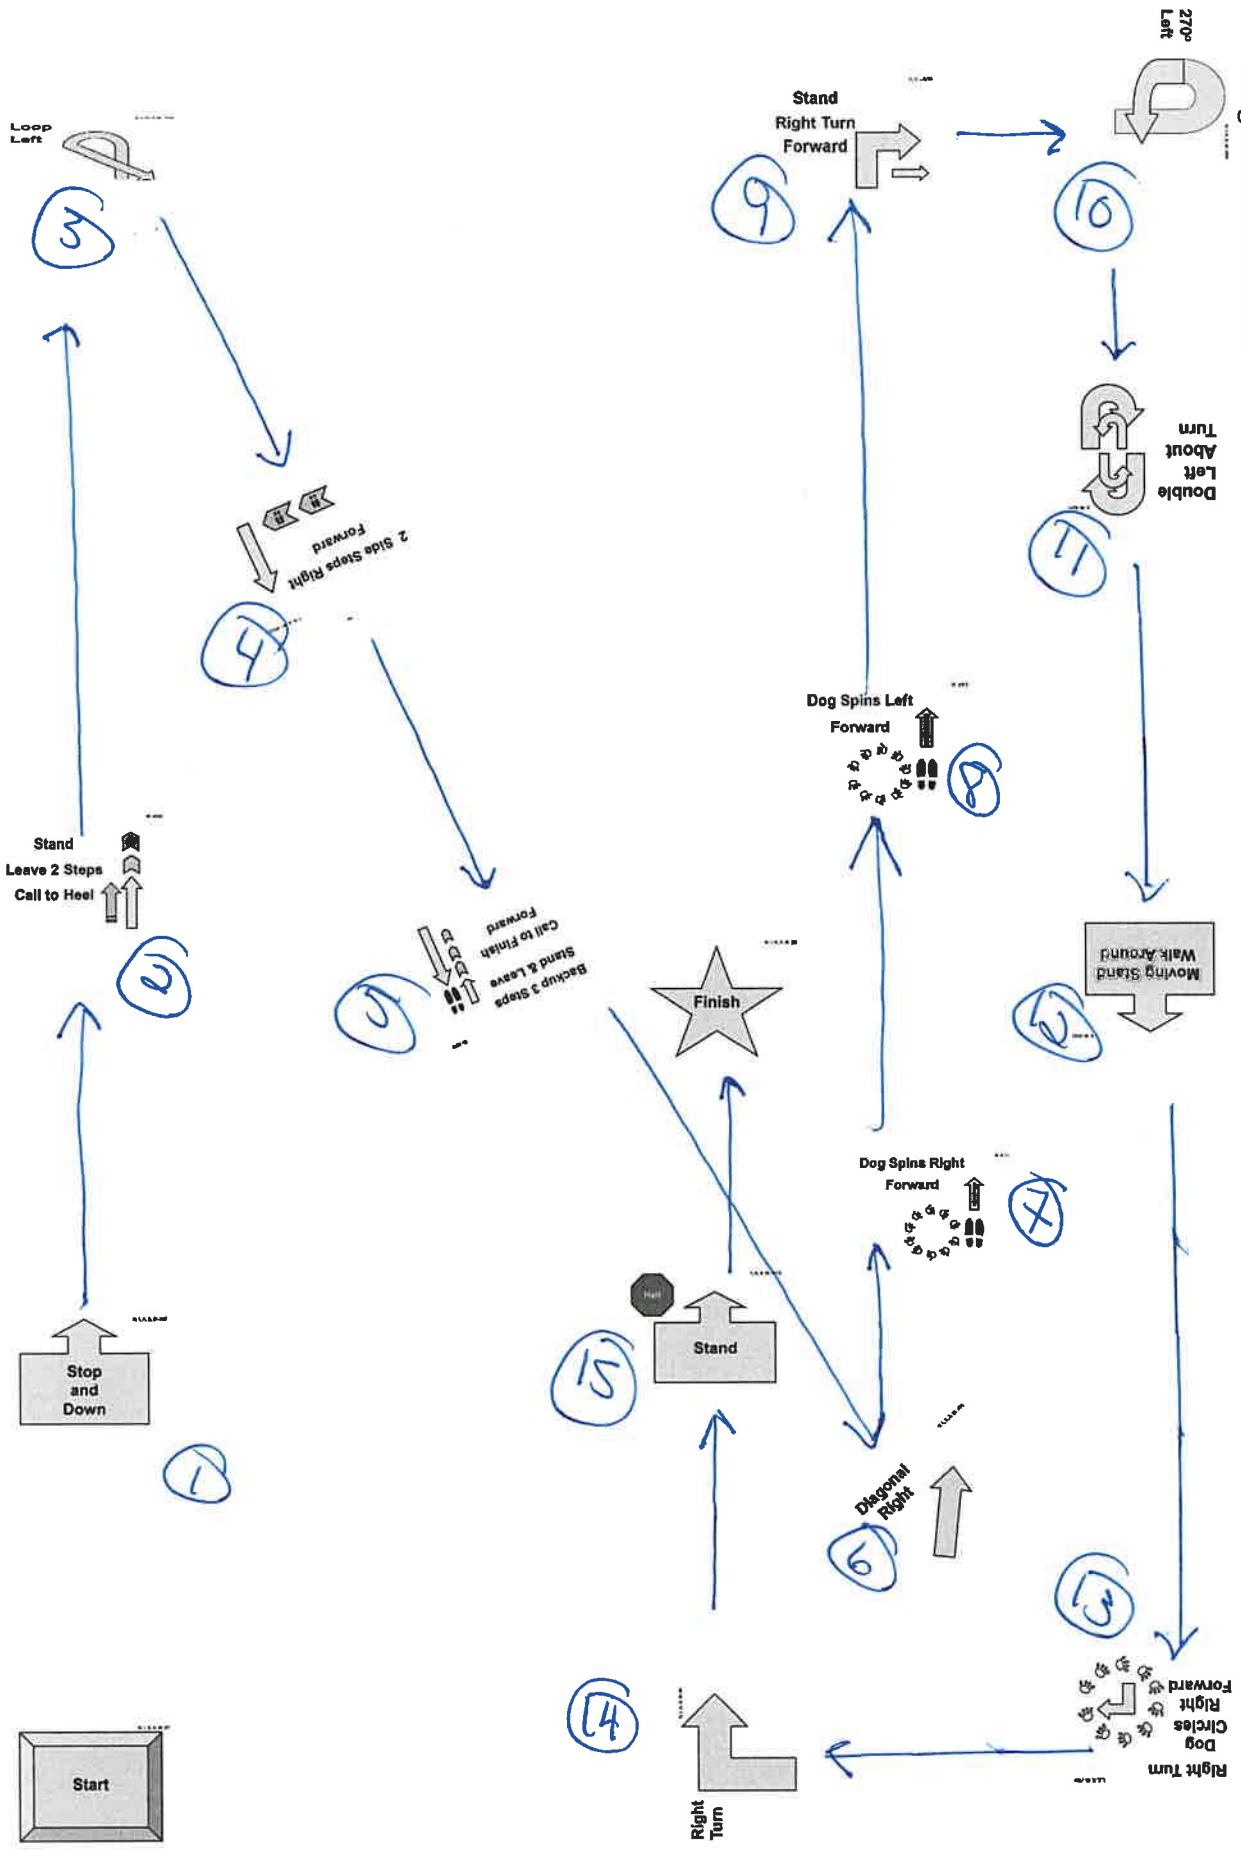 270°
Left
Loop
Left
3
Stand
Right Turn
Forward
9
10
Double
Left
About
Turn
11
2 Side Steps Right
Forward
4
Dog Spins Left
Forward
8
Stand
Leave 2 Steps
Call to Heel
2
Backup 3 Steps
Stand & Leave
Call to Finish
Forward
5
Finish
Moving Stand
Walk Around
12
Dog Spins Right
Forward
7
Halt
Stand
15
Stop
and
Down
1
Diagonal
Right
6
13
Right Turn
Dog
Circles
Right
Forward
14
Right
Turn
Start